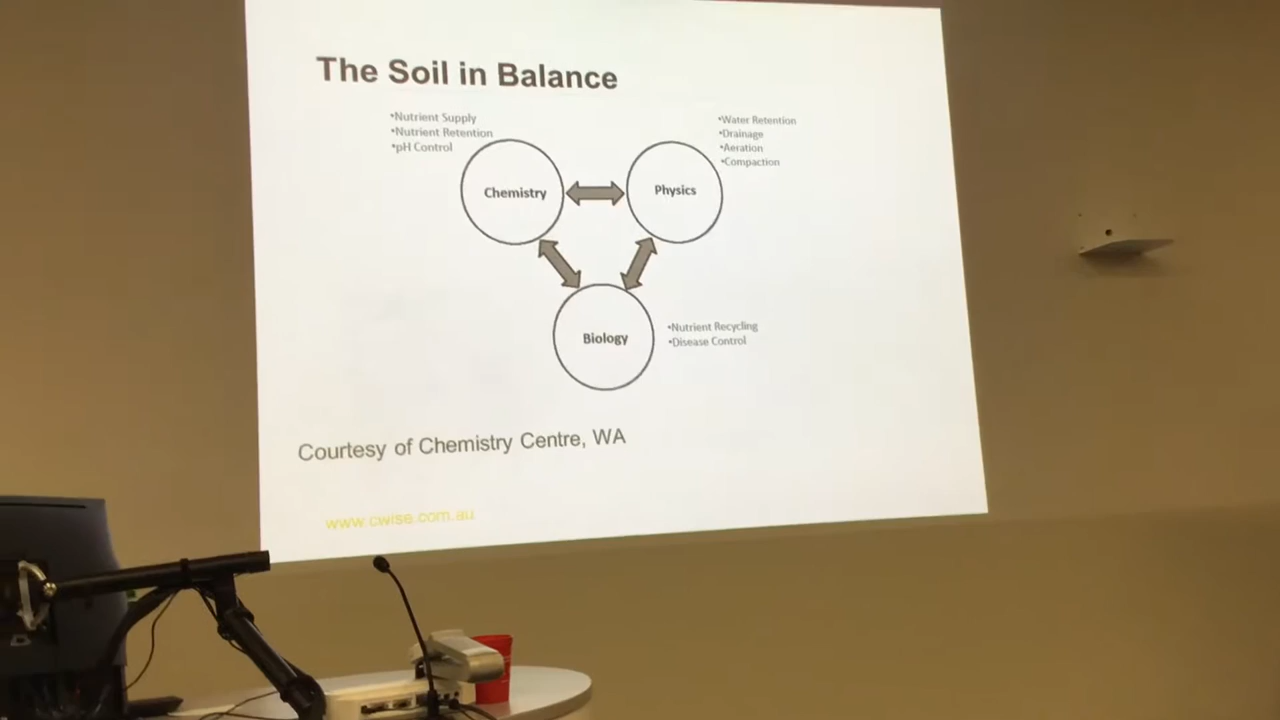 The Soil in Balance
•Nutrient Supply
•Nutrient Retention
•pH Control
Chemistry
Physics
•Water Retention
•Drainage
•Aeration
•Compaction
Biology
•Nutrient Recycling
•Disease Control
Courtesy of Chemistry Centre, WA
www.cwise.com.au